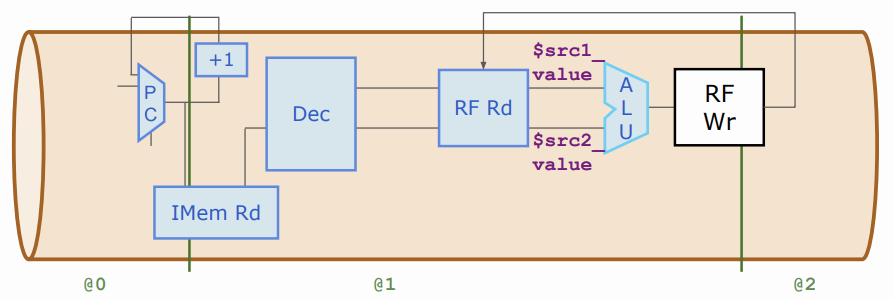 +1
P
C
Dec
RF Rd
$src1_
value
A
L
U
$src2_
value
RF
Wr
IMem Rd
@0
@1
@2